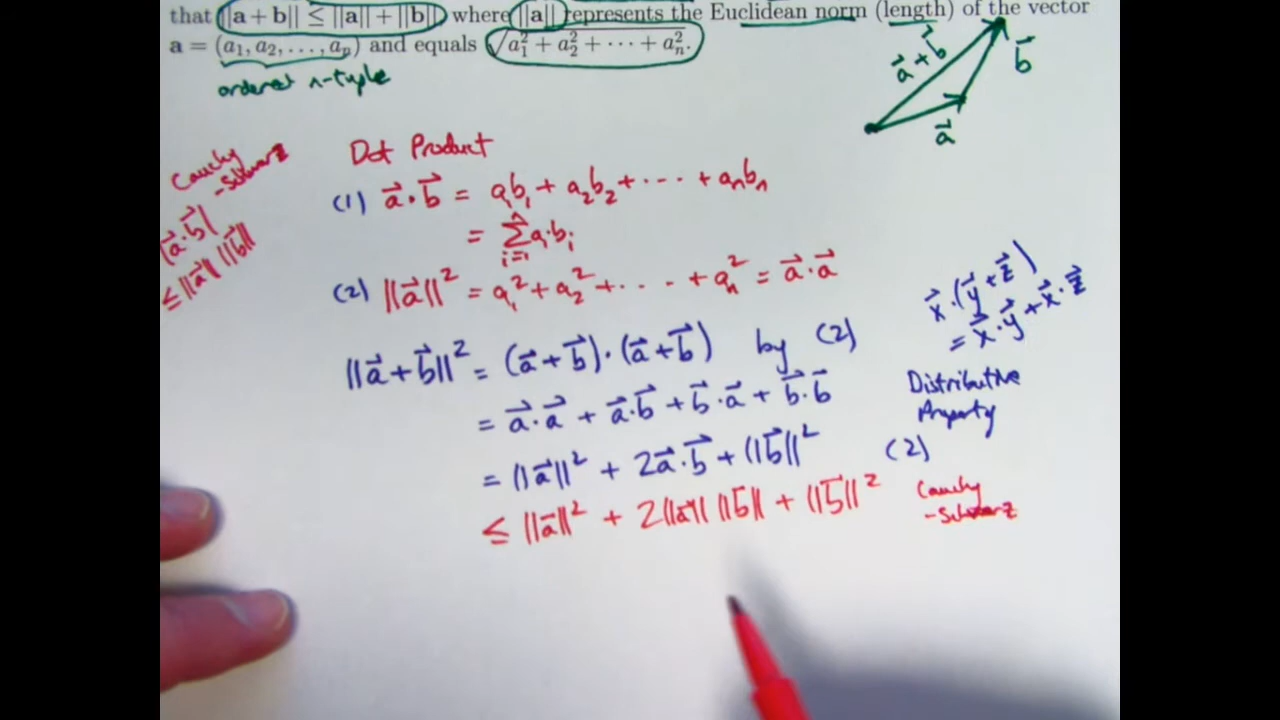 that ||a + b|| ≤ ||a|| + ||b|| where ||a|| represents the Euclidean norm (length) of the vector
a = (a₁, a₂, …, aₙ) and equals √(a₁² + a₂² + ⋯ + aₙ²).
ordered n-tuple
a⃗+b⃗
b⃗
a⃗
Cauchy
-Schwarz
|a⃗·b⃗|
≤ ||a⃗|| ||b⃗||
Dot Product
(1) a⃗·b⃗ = a₁b₁ + a₂b₂ + ⋯ + aₙbₙ
= ∑ⁿᵢ₌₁ aᵢbᵢ
(2) ||a⃗||² = a₁² + a₂² + ⋯ + aₙ² = a⃗·a⃗
x⃗·(y⃗+z⃗)
= x⃗·y⃗ + x⃗·z⃗
Distributive
Property
||a⃗+b⃗||² = (a⃗+b⃗)·(a⃗+b⃗) by (2)
= a⃗·a⃗ + a⃗·b⃗ + b⃗·a⃗ + b⃗·b⃗
= ||a⃗||² + 2a⃗·b⃗ + ||b⃗||² (2)
≤ ||a⃗||² + 2||a⃗|| ||b⃗|| + ||b⃗||²
Cauchy
-Schwarz